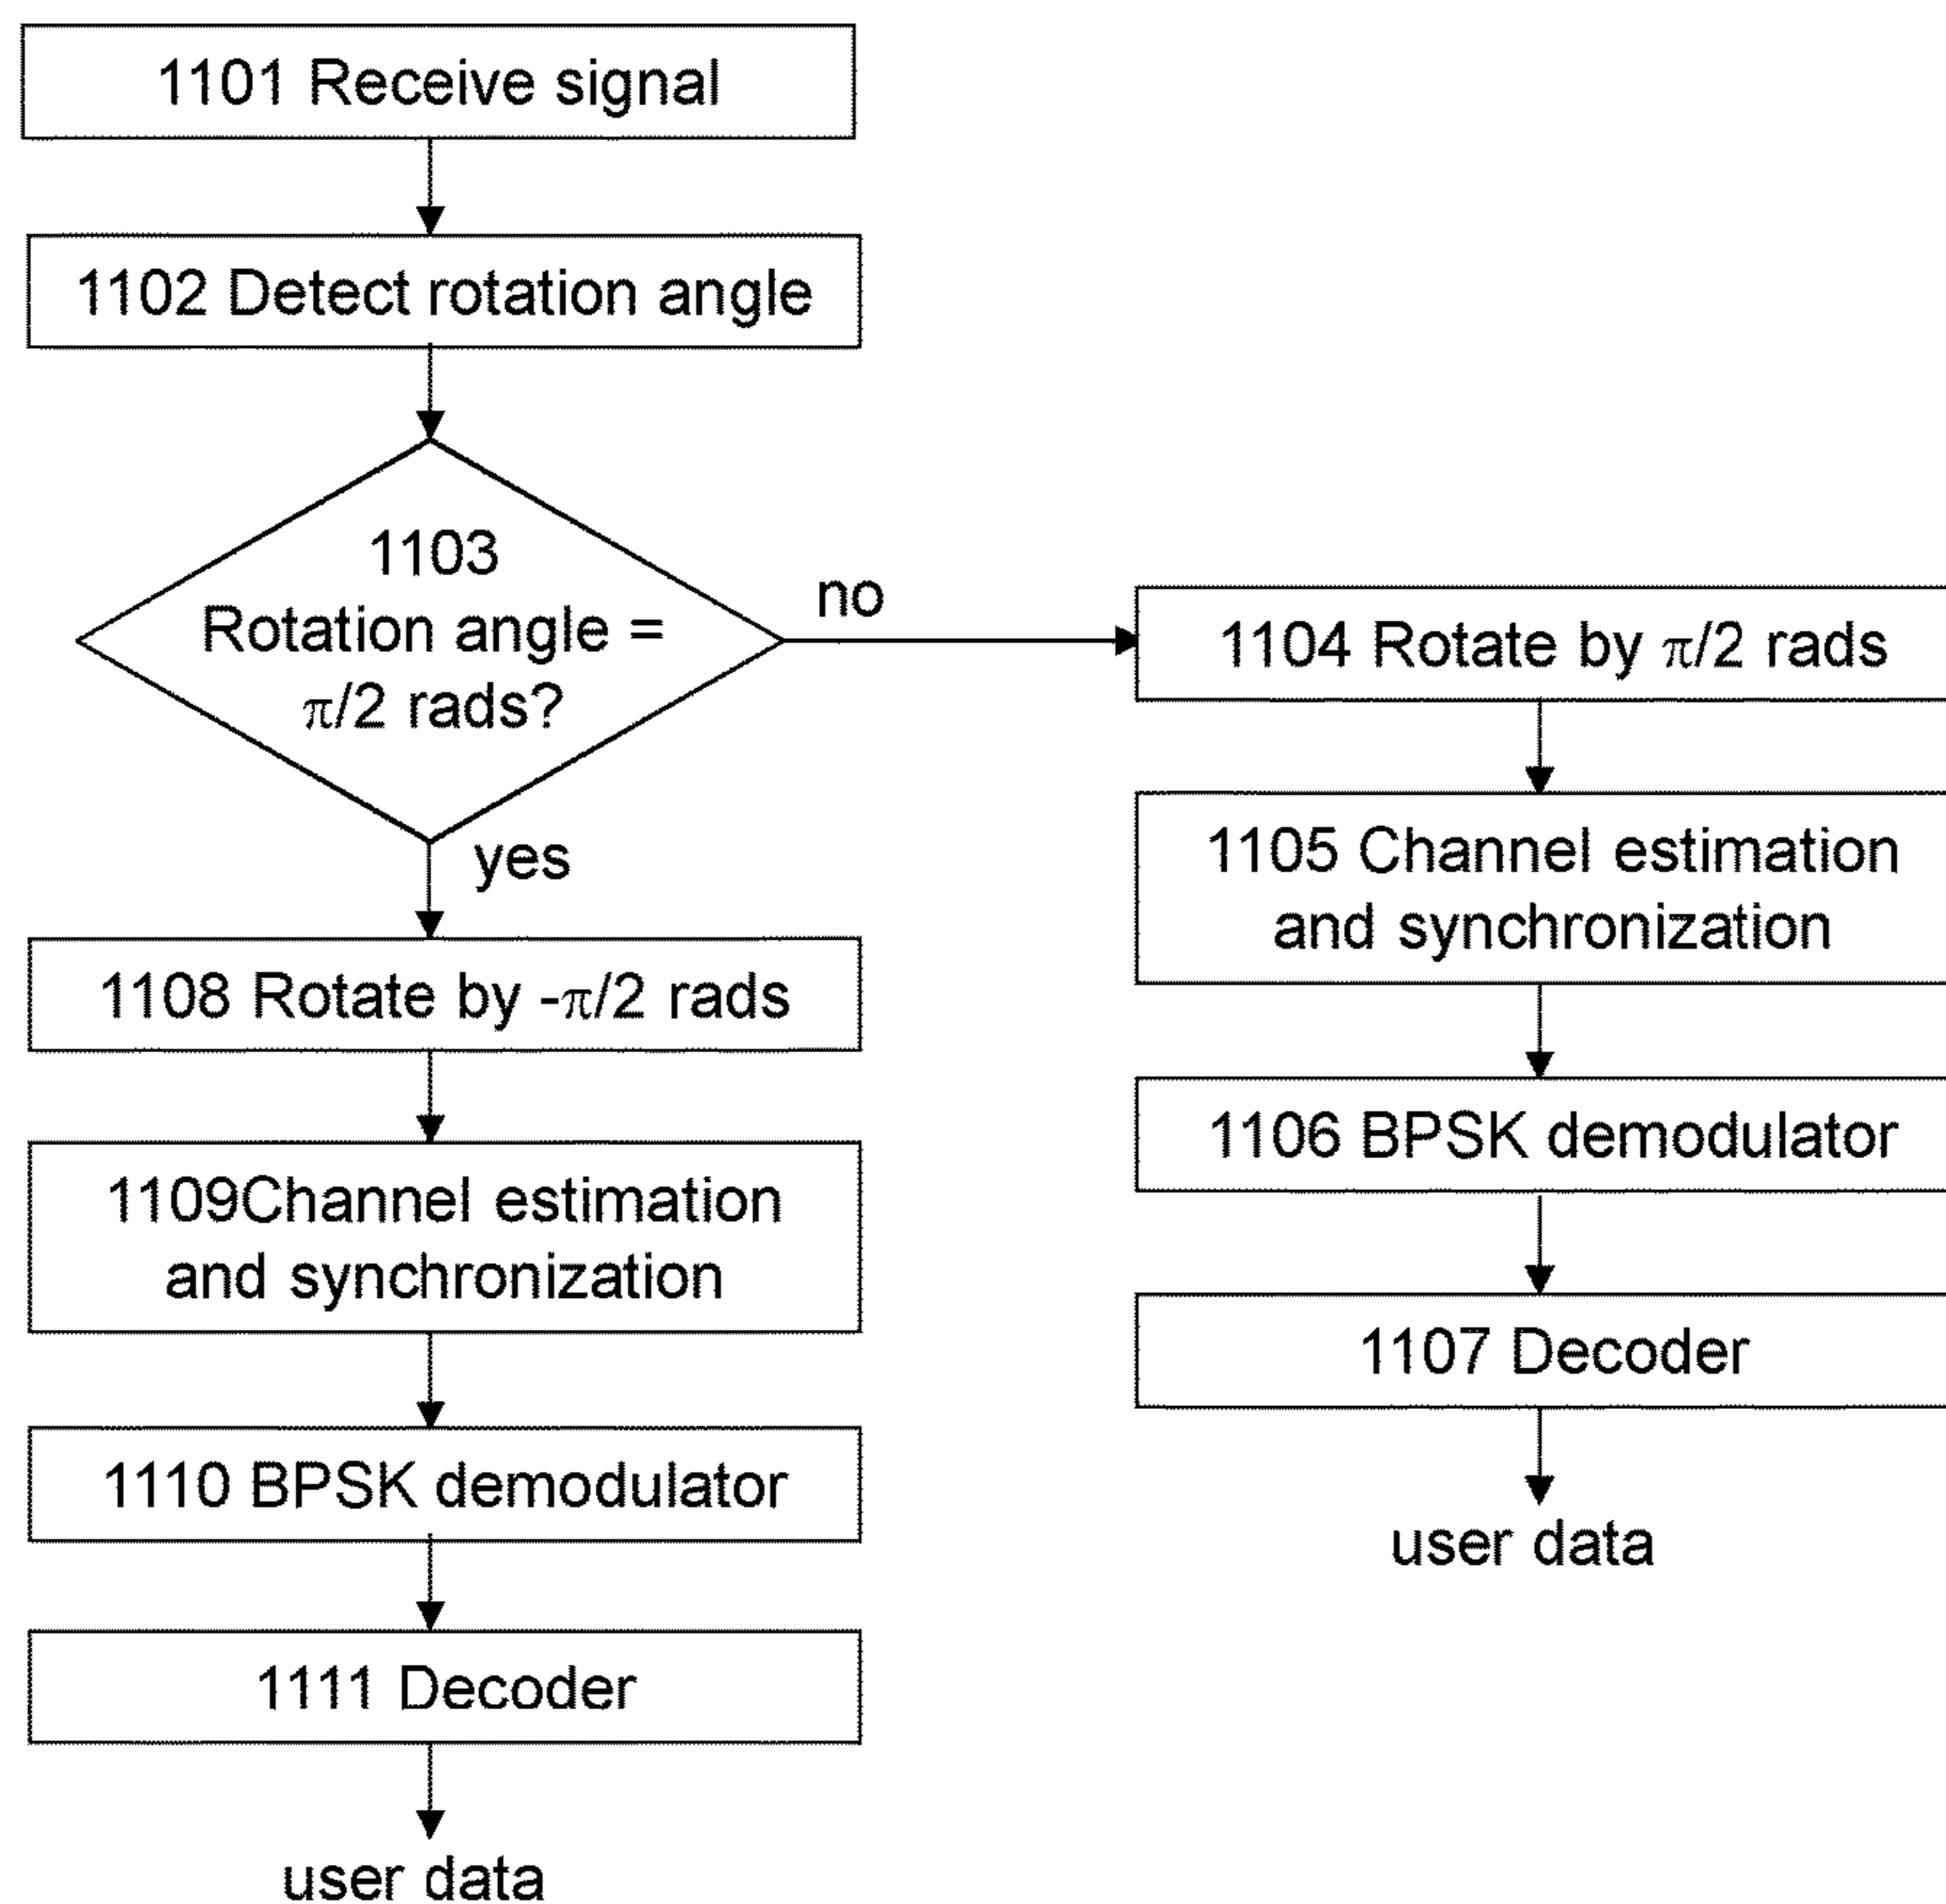 1101 Receive signal
1102 Detect rotation angle
1103
Rotation angle =
π/2 rads?
no
yes
1104 Rotate by π/2 rads
1105 Channel estimation
and synchronization
1106 BPSK demodulator
1107 Decoder
user data
1108 Rotate by -π/2 rads
1109Channel estimation
and synchronization
1110 BPSK demodulator
1111 Decoder
user data